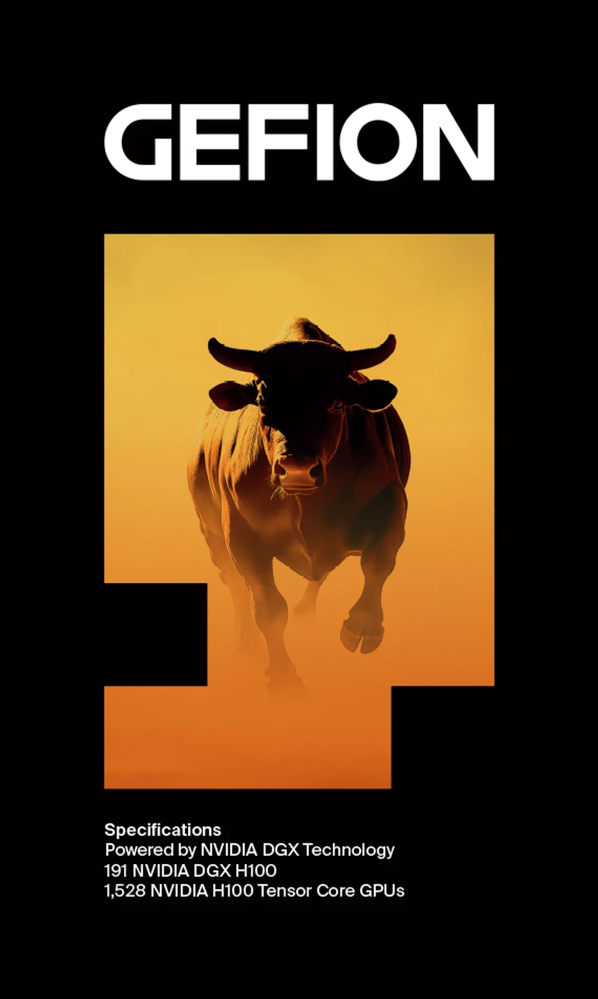 GEFION
Specifications
Powered by NVIDIA DGX Technology
191 NVIDIA DGX H100
1,528 NVIDIA H100 Tensor Core GPUs